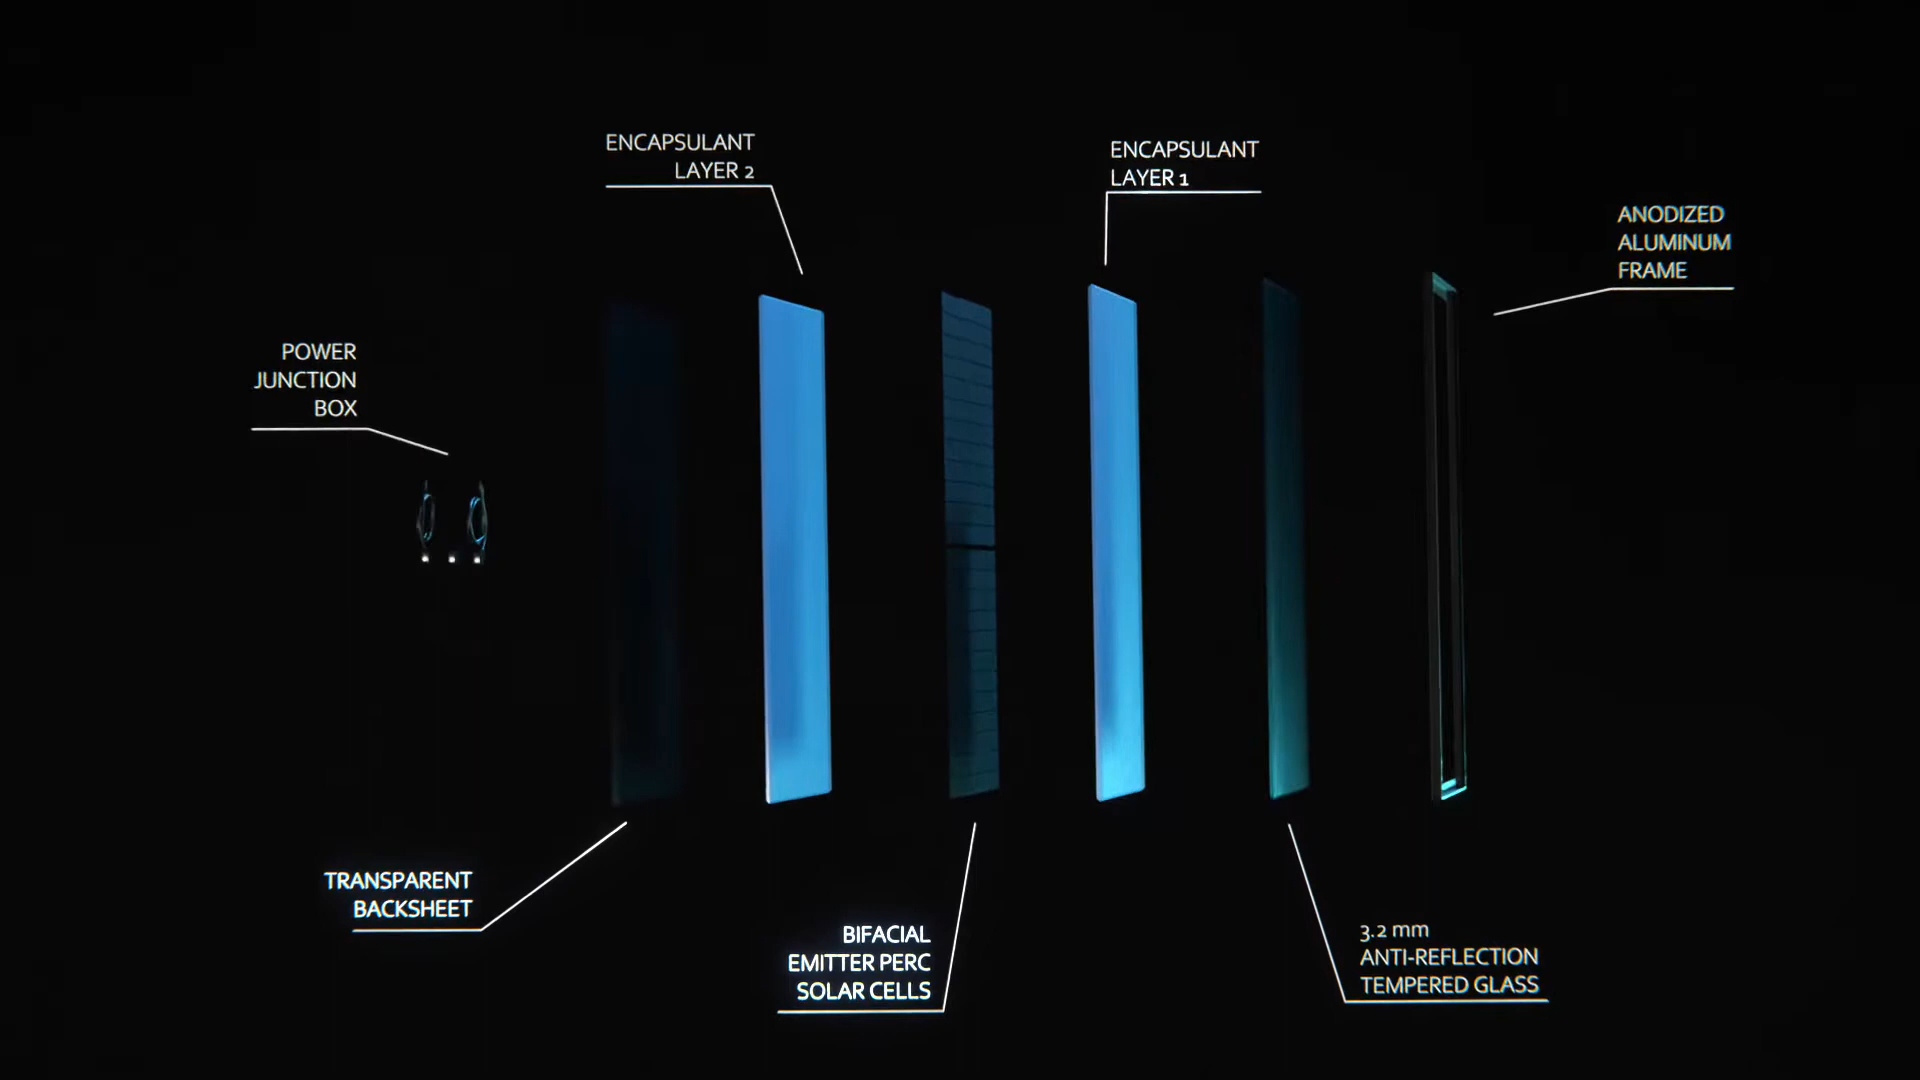 ENCAPSULANT
LAYER 2
ENCAPSULANT
LAYER 1
ANODIZED
ALUMINUM
FRAME
POWER
JUNCTION
BOX
TRANSPARENT
BACKSHEET
BIFACIAL
EMITTER PERC
SOLAR CELLS
3.2 mm
ANTI-REFLECTION
TEMPERED GLASS